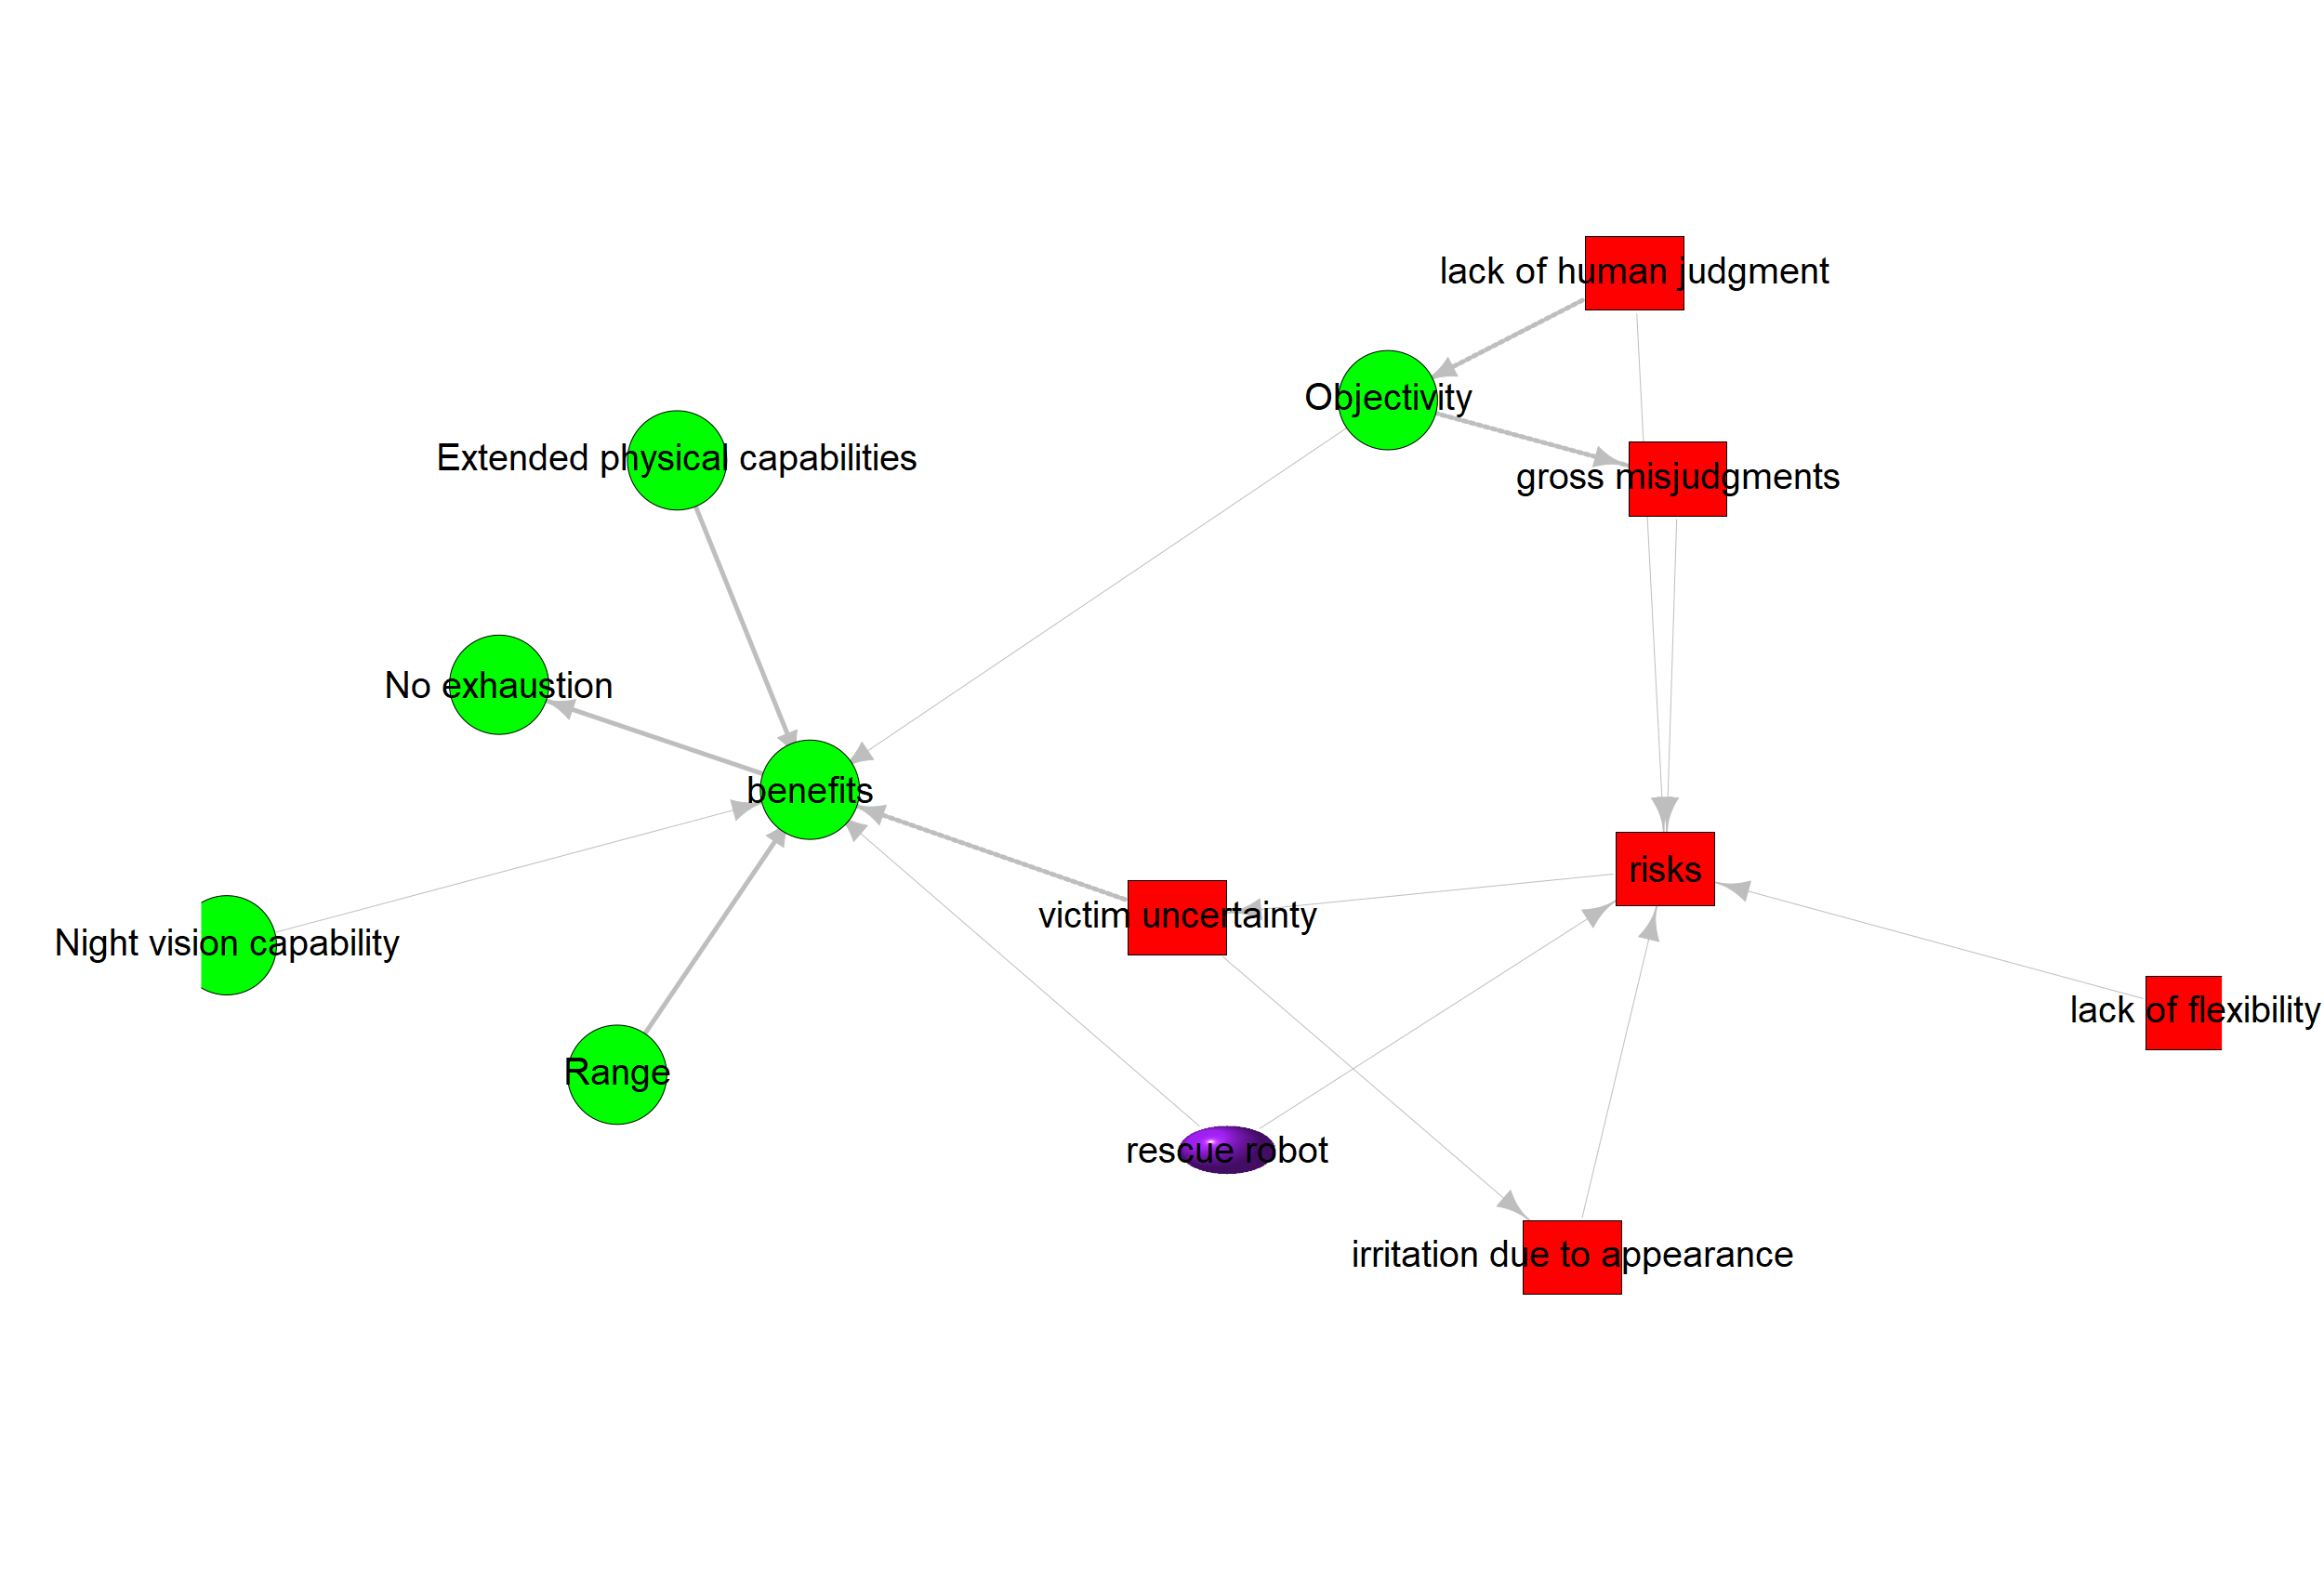 lack of human judgment
Objectivity
Extended physical capabilities
gross misjudgments
No exhaustion
benefits
risks
victim uncertainty
Night vision capability
lack of flexibility
Range
rescue robot
irritation due to appearance